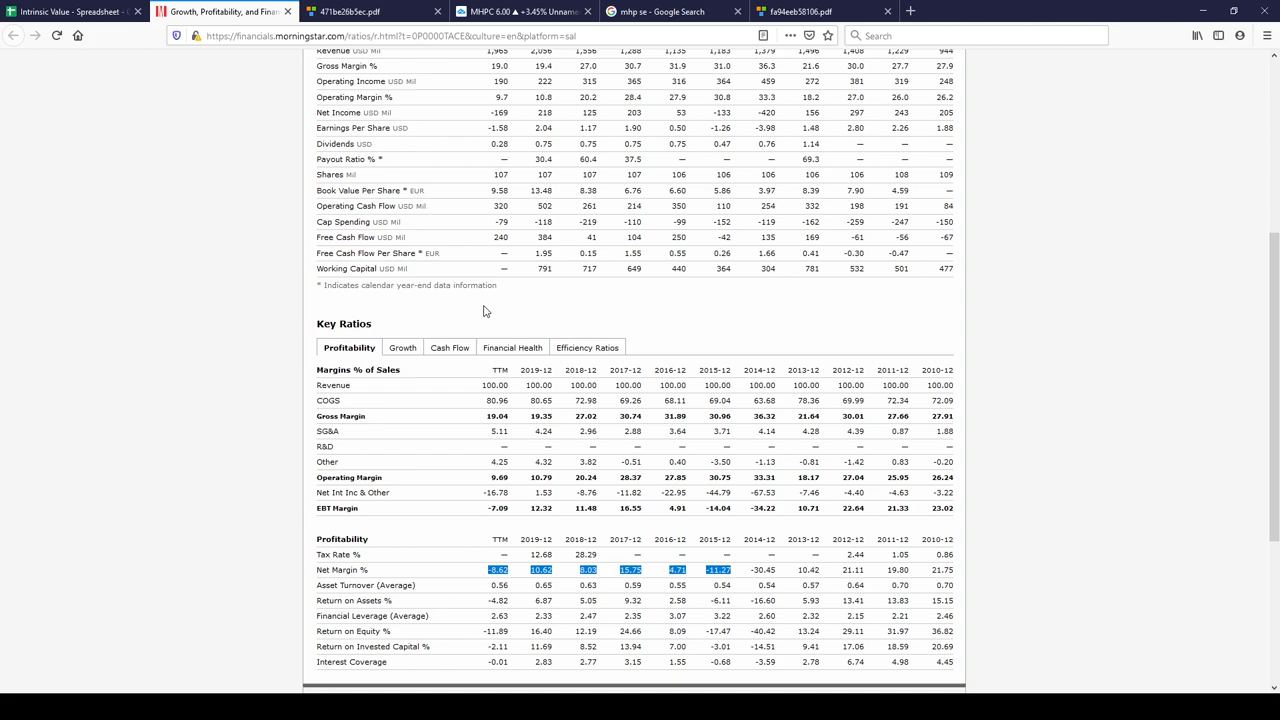 Intrinsic Value - Spreadsheet - ( × Growth, Profitability, and Finan × 471be26b5ec.pdf × MHPC 6.00 ▲ +3.45% Unname × mhp se - Google Search × fa94eeb58106.pdf × +
https://financials.morningstar.com/ratios/r.html?t=0P0000TACE&culture=en&platform=sal Search
Revenue USD Mil 1,965 2,056 1,556 1,288 1,135 1,183 1,379 1,496 1,408 1,229 944
Gross Margin % 19.0 19.4 27.0 30.7 31.9 31.0 36.3 21.6 30.0 27.7 27.9
Operating Income USD Mil 190 222 315 365 316 364 459 272 381 319 248
Operating Margin % 9.7 10.8 20.2 28.4 27.9 30.8 33.3 18.2 27.0 26.0 26.2
Net Income USD Mil -169 218 125 203 53 -133 -420 156 297 243 205
Earnings Per Share USD -1.58 2.04 1.17 1.90 0.50 -1.26 -3.98 1.48 2.80 2.26 1.88
Dividends USD 0.28 0.75 0.75 0.75 0.75 0.47 0.76 1.14 — — —
Payout Ratio % * — 30.4 60.4 37.5 — — — 69.3 — — —
Shares Mil 107 107 107 107 106 106 106 106 106 108 109
Book Value Per Share * EUR 9.58 13.48 8.38 6.76 6.60 5.86 3.97 8.39 7.90 4.59 —
Operating Cash Flow USD Mil 320 502 261 214 350 110 254 332 198 191 84
Cap Spending USD Mil -79 -118 -219 -110 -99 -152 -119 -162 -259 -247 -150
Free Cash Flow USD Mil 240 384 41 104 250 -42 135 169 -61 -56 -67
Free Cash Flow Per Share * EUR — 1.95 0.15 1.55 0.55 0.26 1.66 0.41 -0.30 -0.47 —
Working Capital USD Mil — 791 717 649 440 364 304 781 532 501 477
* Indicates calendar year-end data information
Key Ratios
Profitability Growth Cash Flow Financial Health Efficiency Ratios
Margins % of Sales TTM 2019-12 2018-12 2017-12 2016-12 2015-12 2014-12 2013-12 2012-12 2011-12 2010-12
Revenue 100.00 100.00 100.00 100.00 100.00 100.00 100.00 100.00 100.00 100.00 100.00
COGS 80.96 80.65 72.98 69.26 68.11 69.04 63.68 78.36 69.99 72.34 72.09
Gross Margin 19.04 19.35 27.02 30.74 31.89 30.96 36.32 21.64 30.01 27.66 27.91
SG&A 5.11 4.24 2.96 2.88 3.64 3.71 4.14 4.28 4.39 0.87 1.88
R&D — — — — — — — — — — —
Other 4.25 4.32 3.82 -0.51 0.40 -3.50 -1.13 -0.81 -1.42 0.83 -0.20
Operating Margin 9.69 10.79 20.24 28.37 27.85 30.75 33.31 18.17 27.04 25.95 26.24
Net Int Inc & Other -16.78 1.53 -8.76 -11.82 -22.95 -44.79 -67.53 -7.46 -4.40 -4.63 -3.22
EBT Margin -7.09 12.32 11.48 16.55 4.91 -14.04 -34.22 10.71 22.64 21.33 23.02
Profitability TTM 2019-12 2018-12 2017-12 2016-12 2015-12 2014-12 2013-12 2012-12 2011-12 2010-12
Tax Rate % — 12.68 28.29 — — — — — 2.44 1.05 0.86
Net Margin % -8.62 10.62 8.03 15.75 4.71 -11.27 -30.45 10.42 21.11 19.80 21.75
Asset Turnover (Average) 0.56 0.65 0.63 0.59 0.55 0.54 0.54 0.57 0.64 0.70 0.70
Return on Assets % -4.82 6.87 5.05 9.32 2.58 -6.11 -16.60 5.93 13.41 13.83 15.15
Financial Leverage (Average) 2.63 2.33 2.47 2.35 3.07 3.22 2.60 2.32 2.15 2.21 2.46
Return on Equity % -11.89 16.40 12.19 24.66 8.09 -17.47 -40.42 13.24 29.11 31.97 36.82
Return on Invested Capital % -2.11 11.69 8.52 13.94 7.00 -3.01 -14.51 9.41 17.06 18.59 20.69
Interest Coverage -0.01 2.83 2.77 3.15 1.55 -0.68 -3.59 2.78 6.74 4.98 4.45